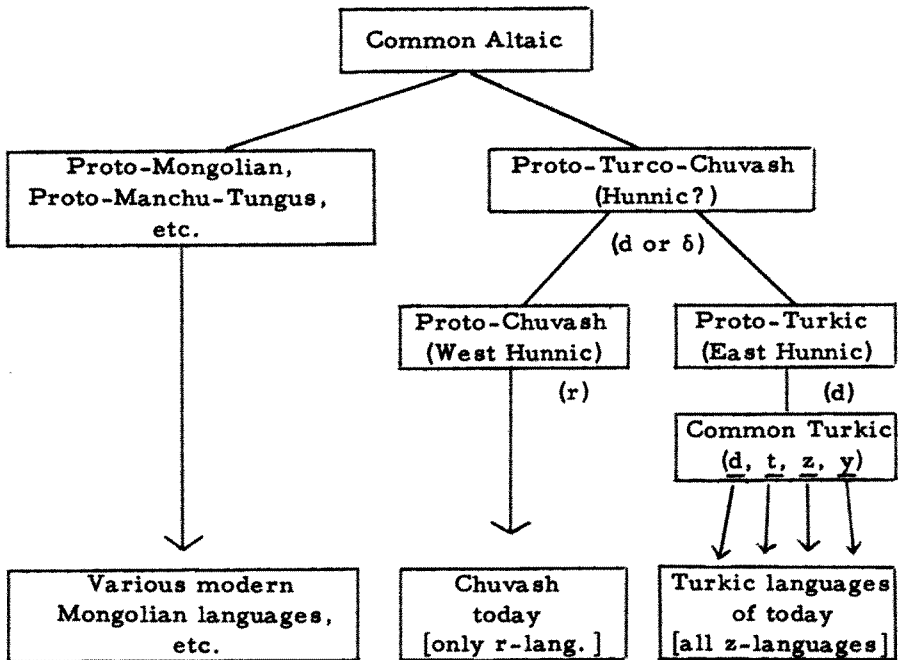 Common Altaic
Proto-Mongolian,
Proto-Manchu-Tungus,
etc.
Proto-Turco-Chuvash
(Hunnic?)
(d or δ)
Proto-Chuvash
(West Hunnic)
(r)
Proto-Turkic
(East Hunnic)
(d)
Common Turkic
(d, t, z, y)
Various modern
Mongolian languages,
etc.
Chuvash
today
[only r-lang.]
Turkic languages
of today
[all z-languages]